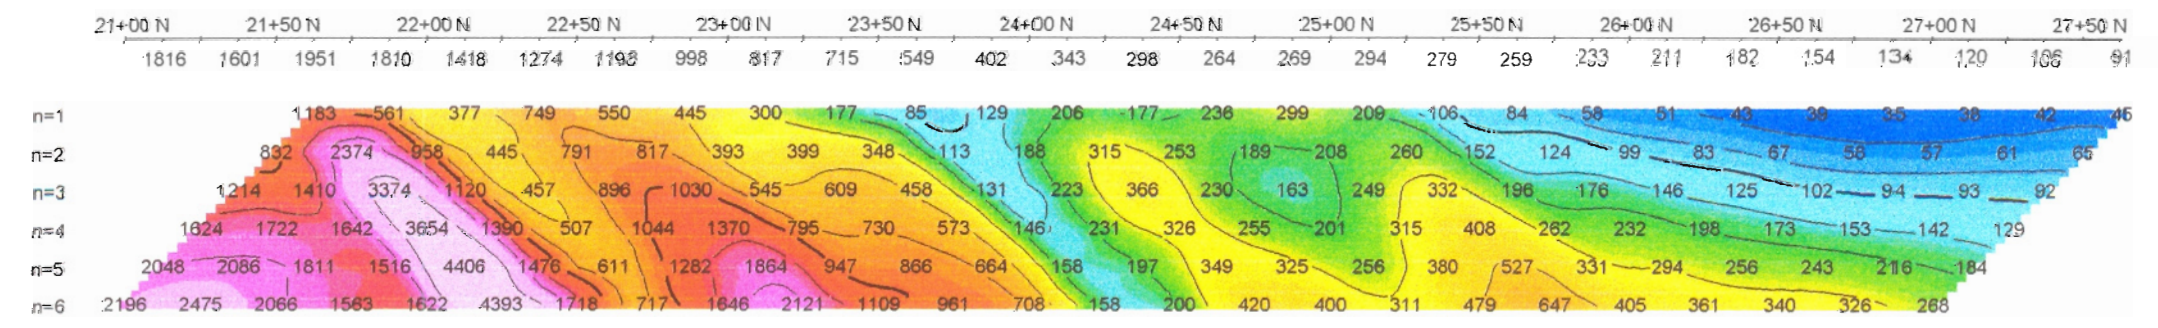 21+00 N 21+50 N 22+00 N 22+50 N 23+00 N 23+50 N 24+00 N 24+50 N 25+00 N 25+50 N 26+00 N 26+50 N 27+00 N 27+50 N
1816 1601 1951 1810 1418 1274 1193 998 817 715 549 402 343 298 264 269 294 279 259 233 211 182 154 134 120 106 91
n=1 1183 561 377 749 550 445 300 177 85 129 206 177 236 299 209 106 84 58 51 43 39 35 38 42 45
n=2 832 2374 958 445 791 817 393 399 348 113 188 315 253 189 208 260 152 124 99 83 67 58 57 61 65
n=3 1214 1410 3374 1120 457 896 1030 545 609 458 131 223 366 230 163 249 332 196 176 146 125 102 94 93 92
n=4 1624 1722 1642 3654 1390 507 1044 1370 795 730 573 146 231 326 255 201 315 408 262 232 198 173 153 142 129
n=5 2048 2086 1811 1516 4406 1476 611 1282 1864 947 866 664 158 197 349 325 256 380 527 331 294 256 243 216 184
n=6 2196 2475 2066 1563 1622 4393 1718 717 1646 2121 1109 961 708 158 200 420 400 311 479 647 405 361 340 326 268